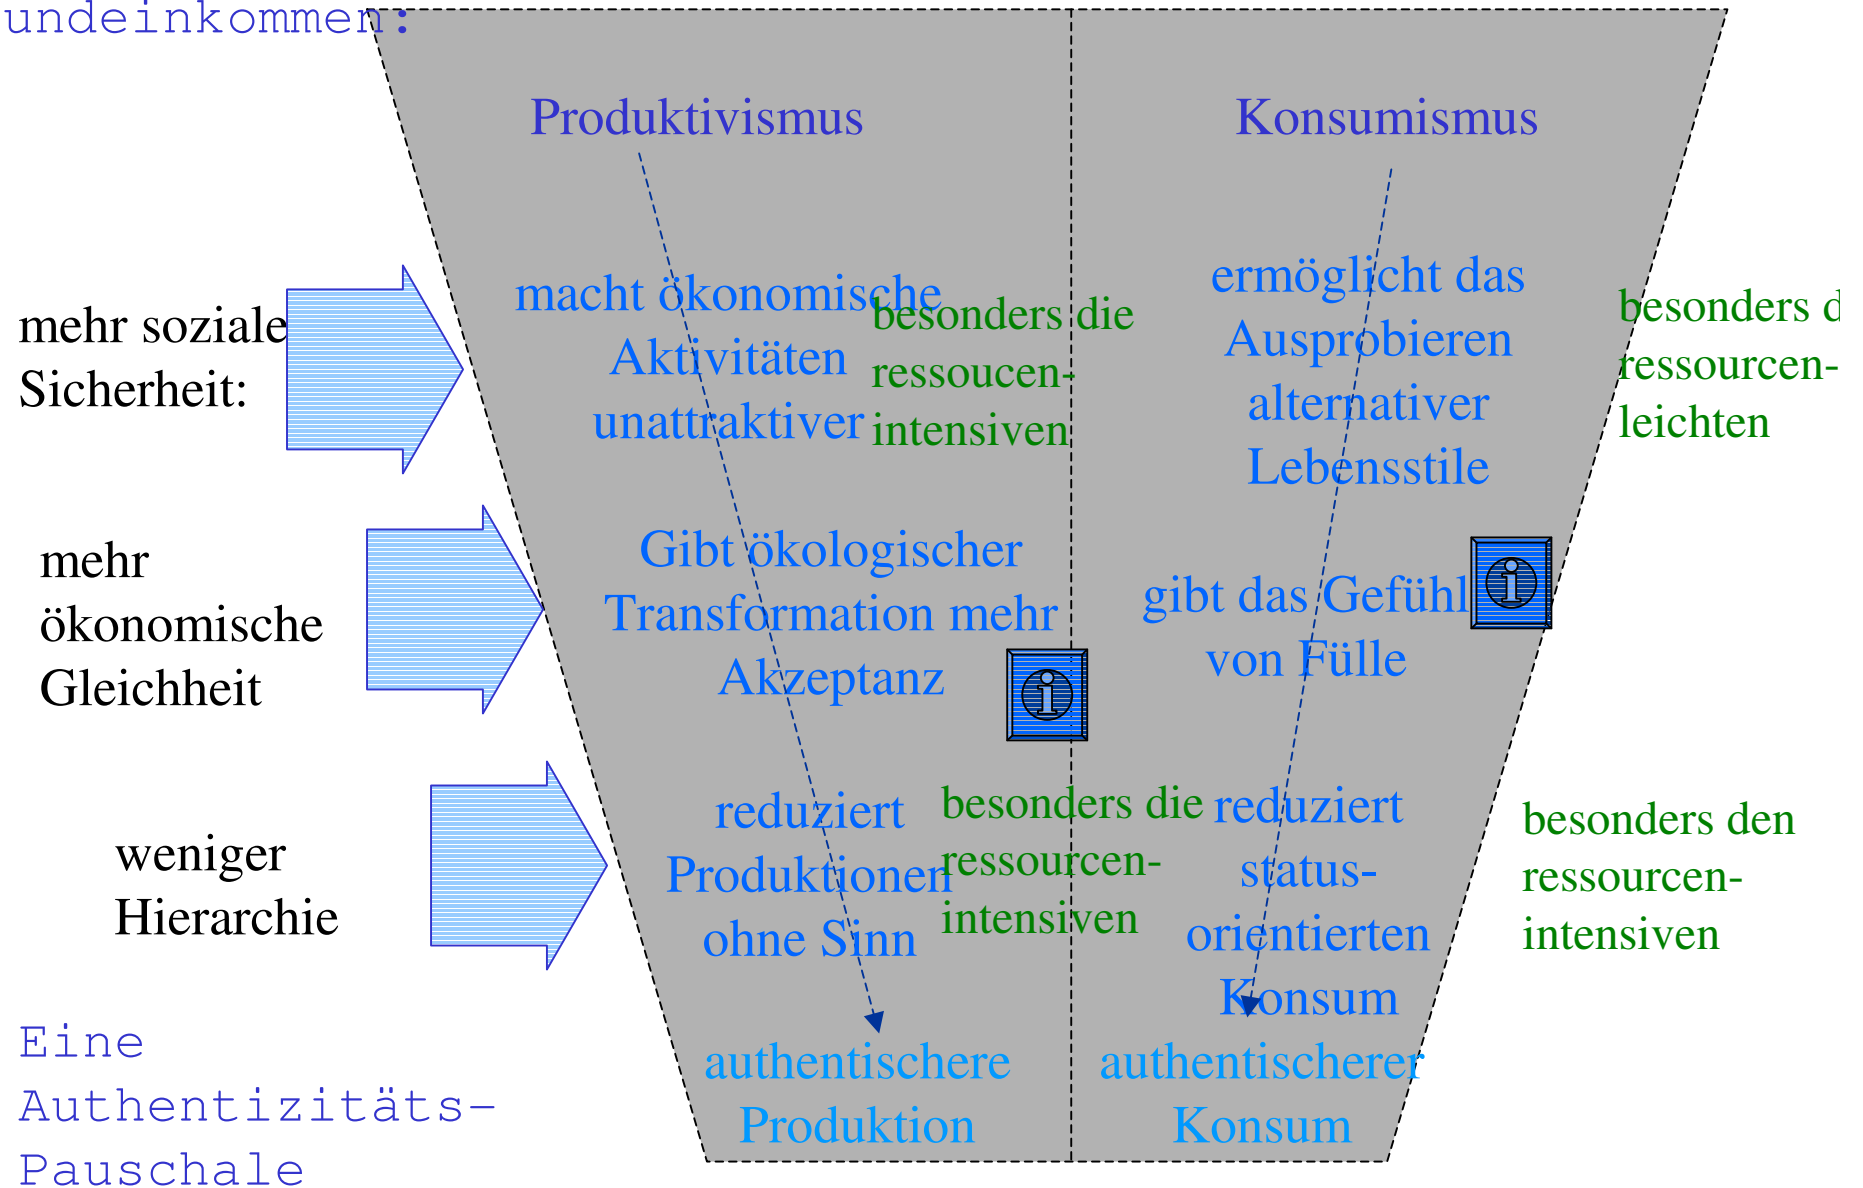 undeinkommen:
Produktivismus
Konsumismus
mehr soziale
Sicherheit:
macht ökonomische
Aktivitäten
unattraktiver
besonders die
ressoucen-
intensiven
ermöglicht das
Ausprobieren
alternativer
Lebensstile
besonders d
ressourcen-
leichten
mehr
ökonomische
Gleichheit
Gibt ökologischer
Transformation mehr
Akzeptanz
gibt das Gefühl
von Fülle
weniger
Hierarchie
reduziert
Produktionen
ohne Sinn
besonders die
ressourcen-
intensiven
reduziert
status-
orientierten
Konsum
besonders den
ressourcen-
intensiven
authentischere
Produktion
authentischerer
Konsum
Eine
Authentizitäts-
Pauschale